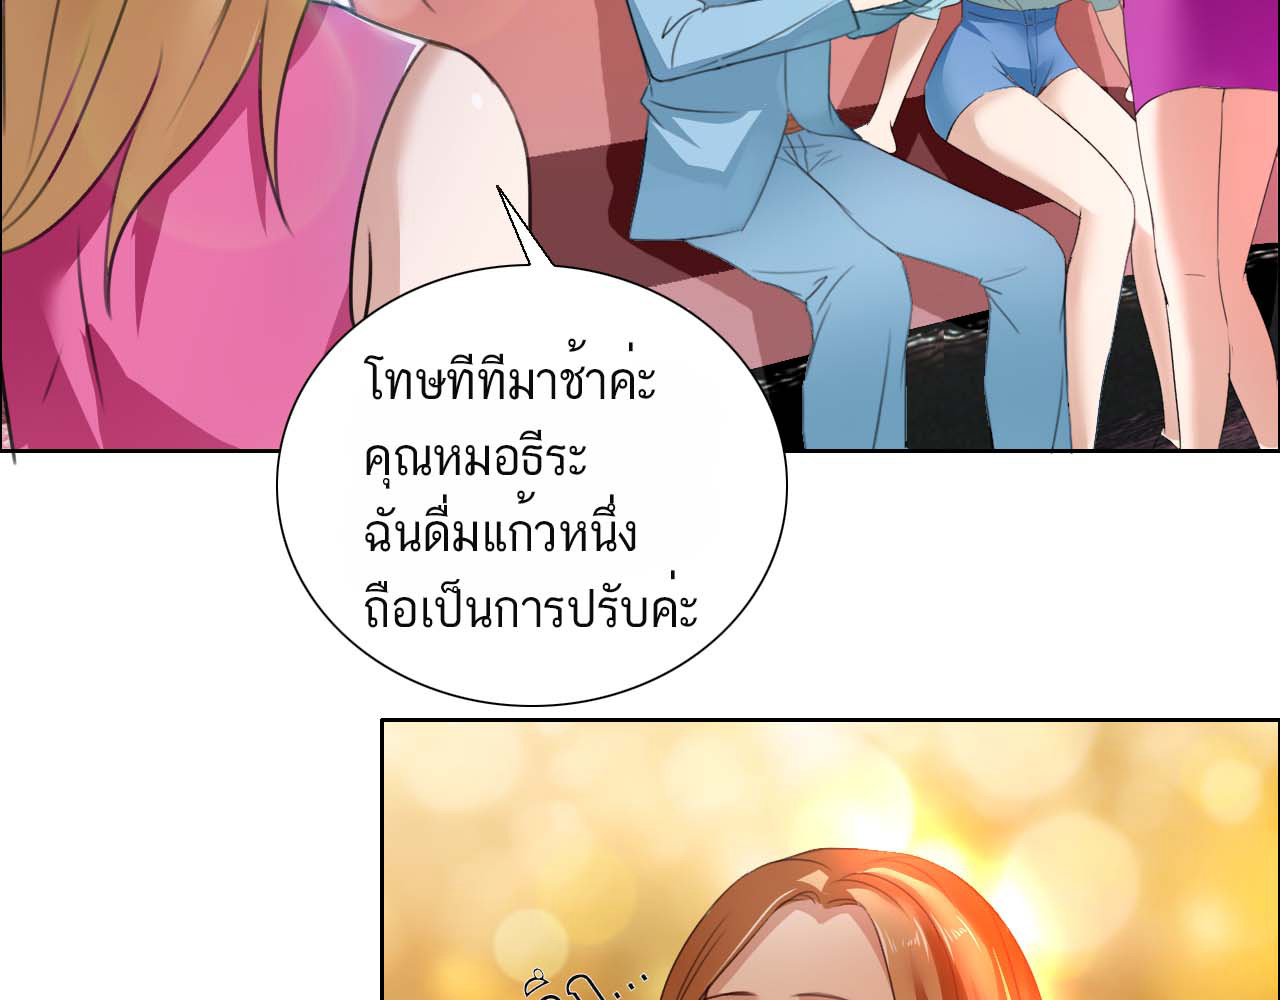 โทษทีทีมาช้าค่ะ
คุณหมอธีระ
ฉันดื่มแก้วหนึ่ง
ถือเป็นการปรับค่ะ